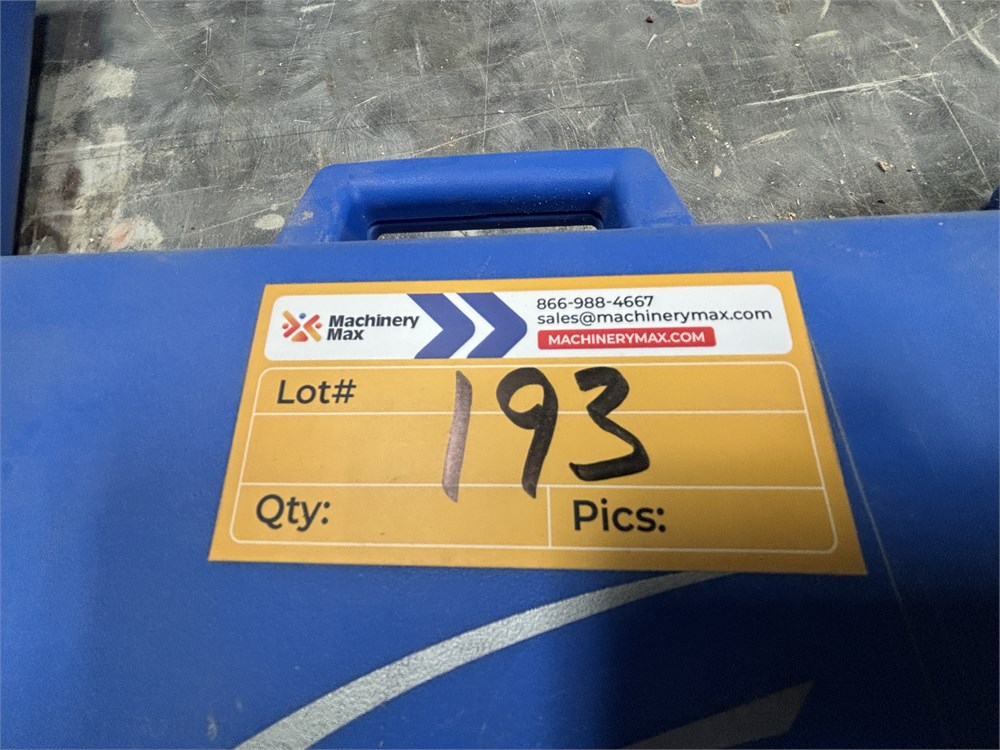 Machinery
Max
866-988-4667
sales@machinerymax.com
MACHINERYMAX.COM
Lot# 193
Qty:
Pics: